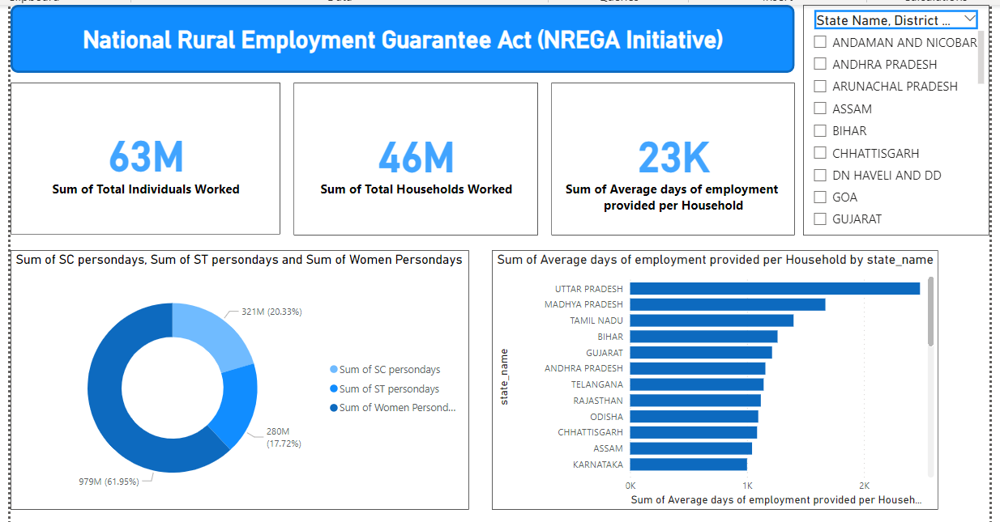 National Rural Employment Guarantee Act (NREGA Initiative)
State Name, District ...
ANDAMAN AND NICOBAR
ANDHRA PRADESH
ARUNACHAL PRADESH
ASSAM
BIHAR
CHHATTISGARH
DN HAVELI AND DD
GOA
GUJARAT
63M
Sum of Total Individuals Worked
46M
Sum of Total Households Worked
23K
Sum of Average days of employment
provided per Household
Sum of SC persondays, Sum of ST persondays and Sum of Women Persondays
321M (20.33%)
280M
(17.72%)
979M (61.95%)
Sum of SC persondays
Sum of ST persondays
Sum of Women Persond...
Sum of Average days of employment provided per Household by state_name
state_name
UTTAR PRADESH
MADHYA PRADESH
TAMIL NADU
BIHAR
GUJARAT
ANDHRA PRADESH
TELANGANA
RAJASTHAN
ODISHA
CHHATTISGARH
ASSAM
KARNATAKA
0K 1K 2K
Sum of Average days of employment provided per Househ...